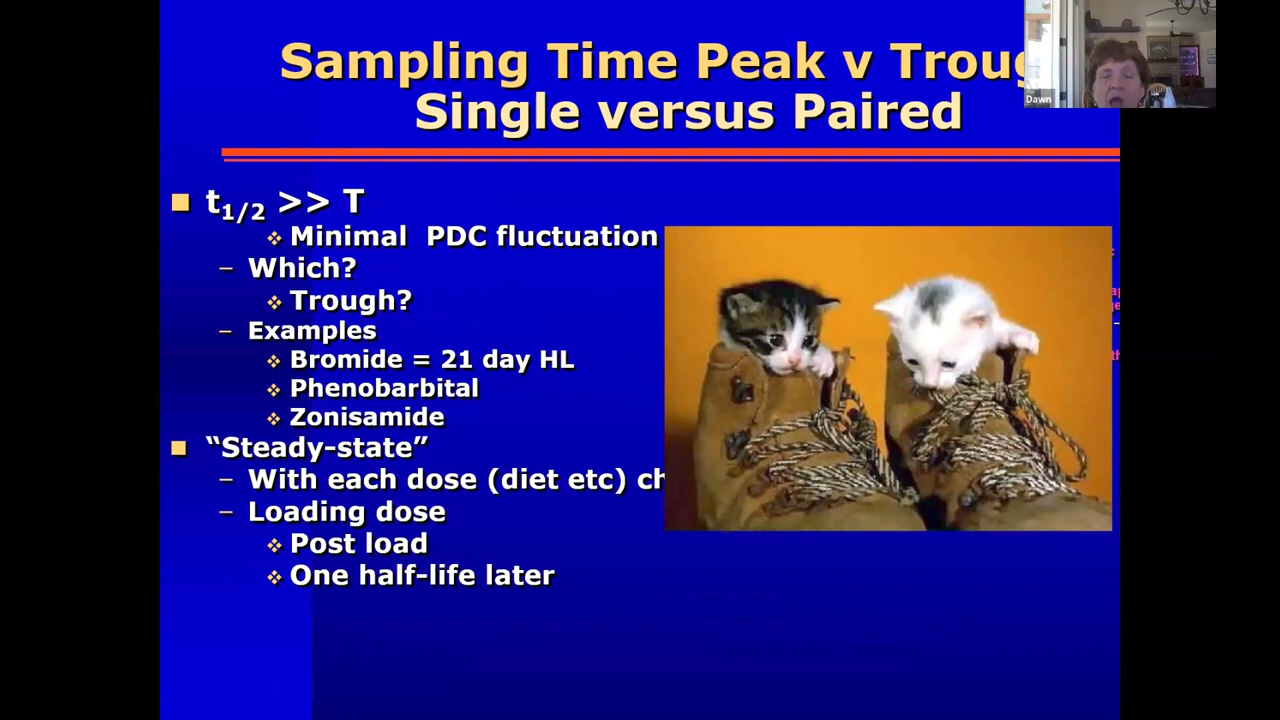 Sampling Time Peak v Troug
Dawn
Single versus Paired
t1/2 >> T
Minimal PDC fluctuation
– Which?
Trough?
– Examples
Bromide = 21 day HL
Phenobarbital
Zonisamide
“Steady-state”
– With each dose (diet etc) ch
– Loading dose
Post load
One half-life later